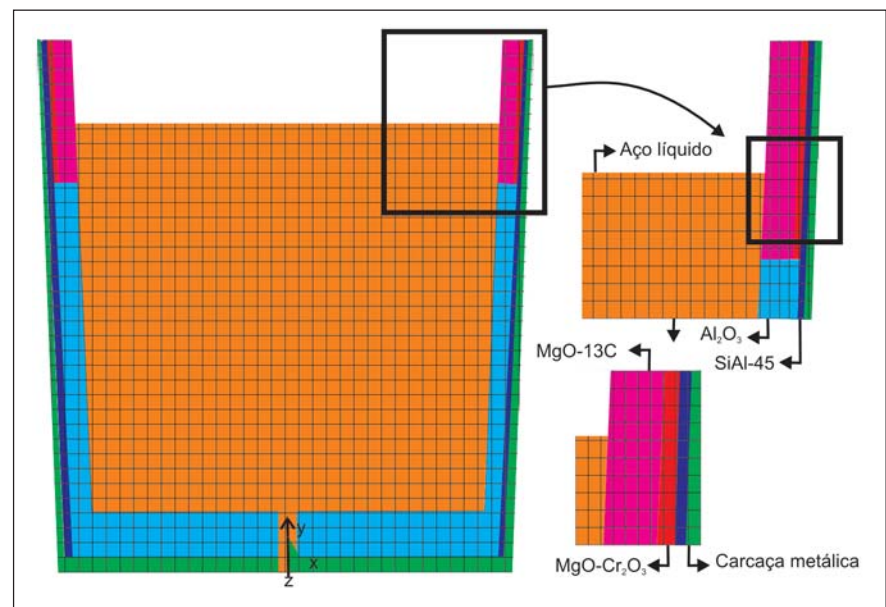 Aço líquido
Al₂O₃
MgO-13C
SiAl-45
y
x
z
MgO-Cr₂O₃
Carcaça metálica